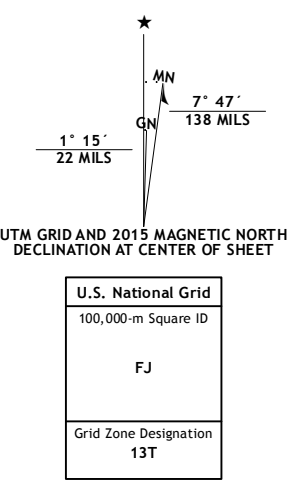 MN
7° 47´
138 MILS
GN
1° 15´
22 MILS
UTM GRID AND 2015 MAGNETIC NORTH
DECLINATION AT CENTER OF SHEET
U.S. National Grid
100,000-m Square ID
FJ
Grid Zone Designation
13T